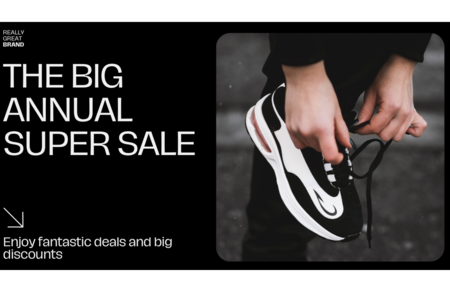 REALLY
GREAT
BRAND
THE BIG
ANNUAL
SUPER SALE
Enjoy fantastic deals and big
discounts